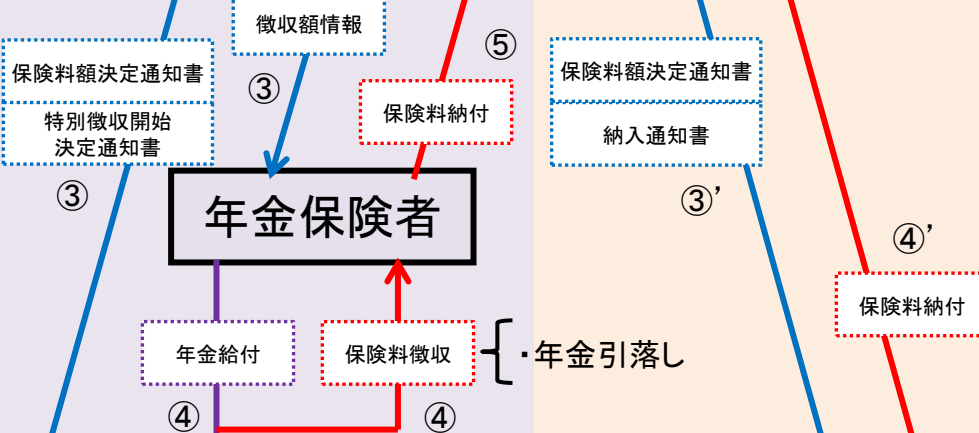 徴収額情報
⑤
保険料額決定通知書
③
保険料納付
特別徴収開始
決定通知書
③
年金保険者
年金給付
保険料徴収
・年金引落し
④
④
保険料額決定通知書
納入通知書
③’
④’
保険料納付